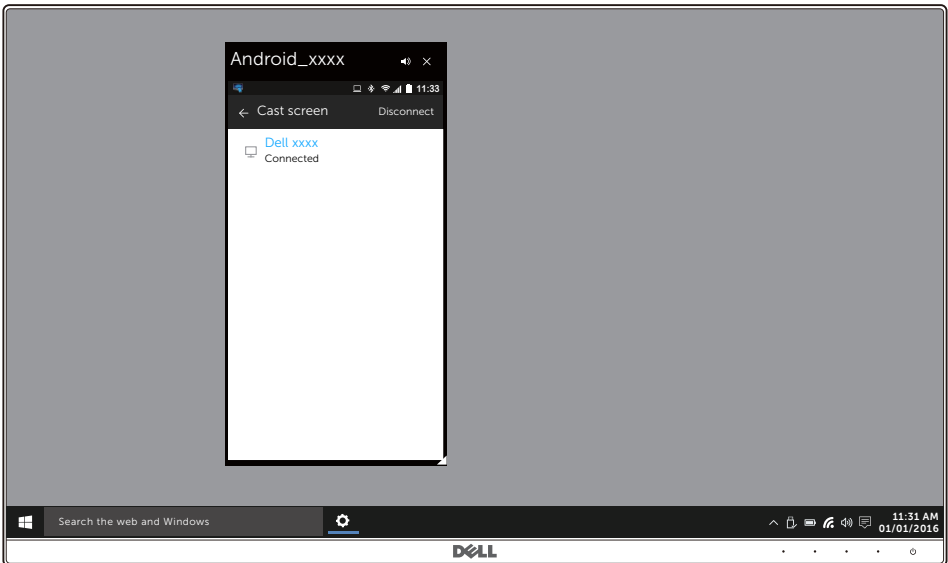 Android_xxxx
11:33
Cast screen Disconnect
Dell xxxx
Connected
Search the web and Windows
11:31 AM
01/01/2016
DELL